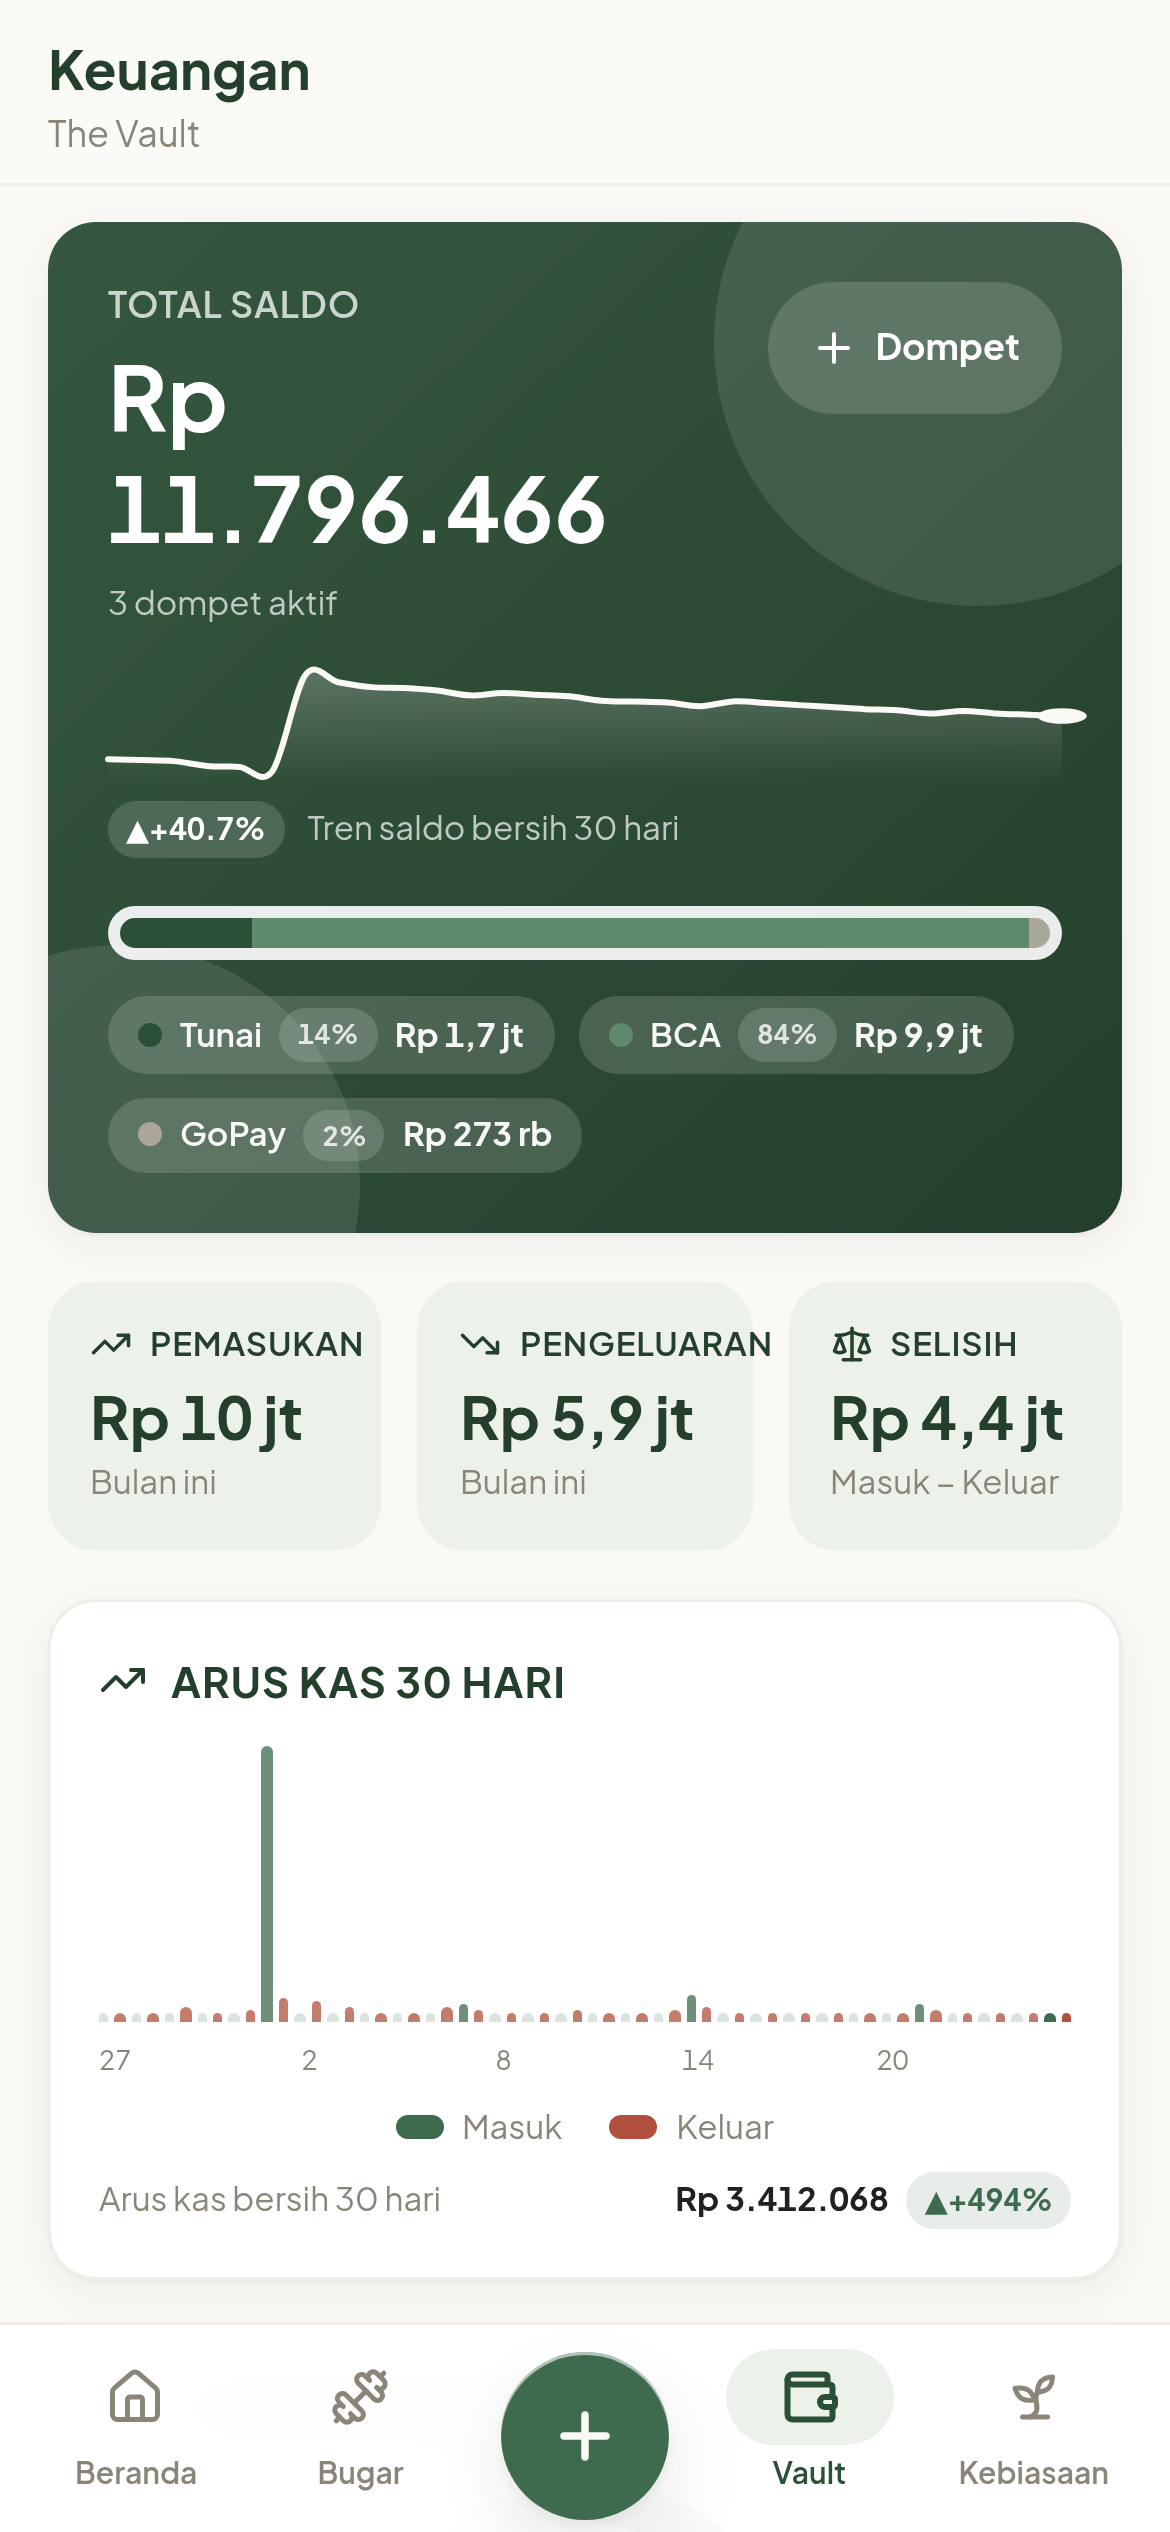 Keuangan
The Vault
TOTAL SALDO
+ Dompet
Rp
11.796.466
3 dompet aktif
▲+40.7% Tren saldo bersih 30 hari
Tunai 14% Rp 1,7 jt
BCA 84% Rp 9,9 jt
GoPay 2% Rp 273 rb
PEMASUKAN
Rp 10 jt
Bulan ini
PENGELUARAN
Rp 5,9 jt
Bulan ini
SELISIH
Rp 4,4 jt
Masuk – Keluar
ARUS KAS 30 HARI
27 2 8 14 20
Masuk Keluar
Arus kas bersih 30 hari Rp 3.412.068 ▲+494%
Beranda Bugar Vault Kebiasaan